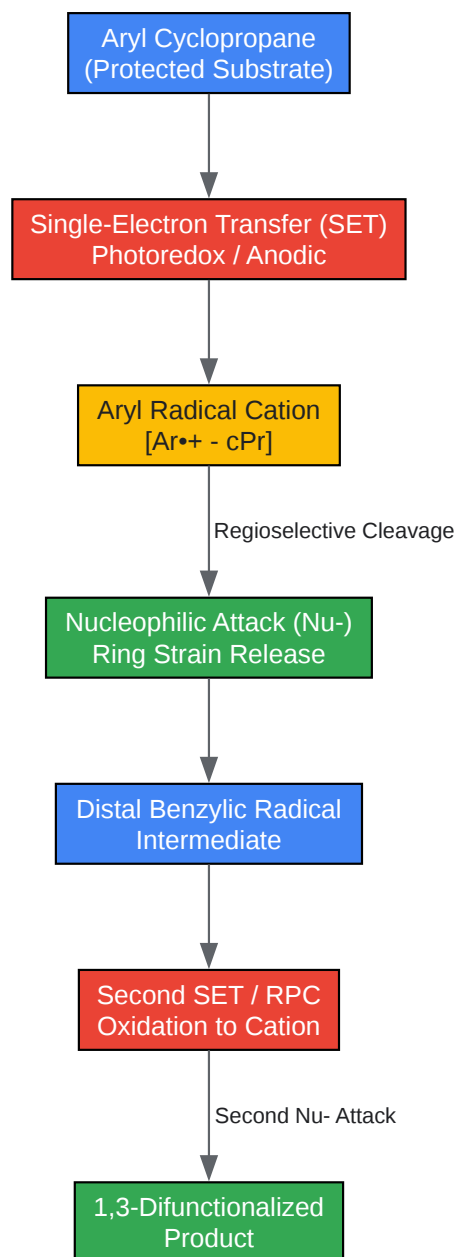 Aryl Cyclopropane
(Protected Substrate)
Single-Electron Transfer (SET)
Photoredox / Anodic
Aryl Radical Cation
[Ar•+ - cPr]
Regioselective Cleavage
Nucleophilic Attack (Nu-)
Ring Strain Release
Distal Benzylic Radical
Intermediate
Second SET / RPC
Oxidation to Cation
Second Nu- Attack
1,3-Difunctionalized
Product